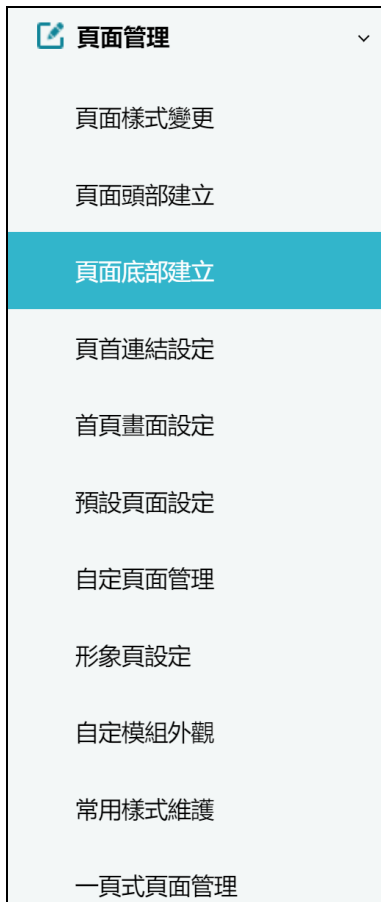 頁面管理
頁面樣式變更
頁面頭部建立
頁面底部建立
頁首連結設定
首頁畫面設定
預設頁面設定
自定頁面管理
形象頁設定
自定模組外觀
常用樣式維護
一頁式頁面管理